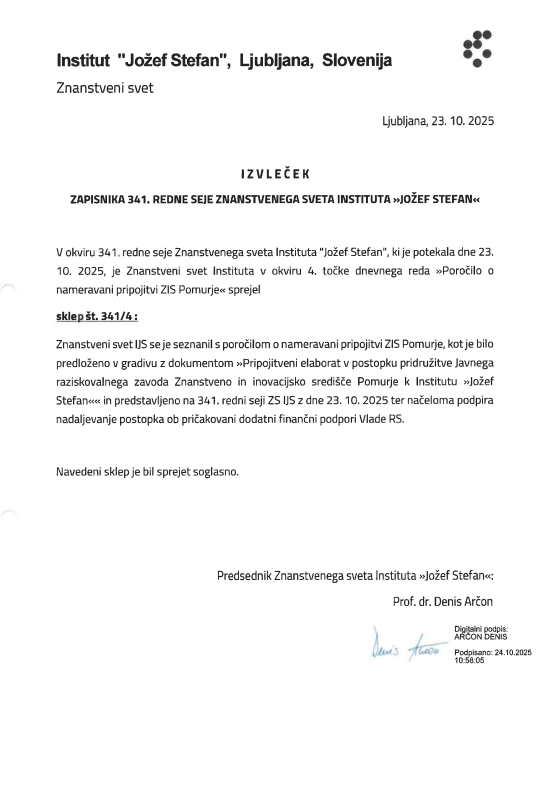 Institut "Jožef Stefan", Ljubljana, Slovenija
Znanstveni svet
Ljubljana, 23. 10. 2025
I Z V L E Č E K
ZAPISNIKA 341. REDNE SEJE ZNANSTVENEGA SVETA INSTITUTA »JOŽEF STEFAN«
V okviru 341. redne seje Znanstvenega sveta Instituta "Jožef Stefan", ki je potekala dne 23.
10. 2025, je Znanstveni svet Instituta v okviru 4. točke dnevnega reda »Poročilo o
nameravani pripojitvi ZIS Pomurje« sprejel
sklep št. 341/4 :
Znanstveni svet IJS se je seznanil s poročilom o nameravani pripojitvi ZIS Pomurje, kot je bilo
predloženo v gradivu z dokumentom »Pripojitveni elaborat v postopku pridružitve Javnega
raziskovalnega zavoda Znanstveno in inovacijsko središče Pomurje k Institutu »Jožef
Stefan«« in predstavljeno na 341. redni seji ZS IJS z dne 23. 10. 2025 ter načeloma podpira
nadaljevanje postopka ob pričakovani dodatni finančni podpori Vlade RS.
Navedeni sklep je bil sprejet soglasno.
Predsednik Znanstvenega sveta Instituta »Jožef Stefan«:
Prof. dr. Denis Arčon
Denis Arčon
Digitalni podpis:
ARČON DENIS
Podpisano: 24.10.2025
10:58:05